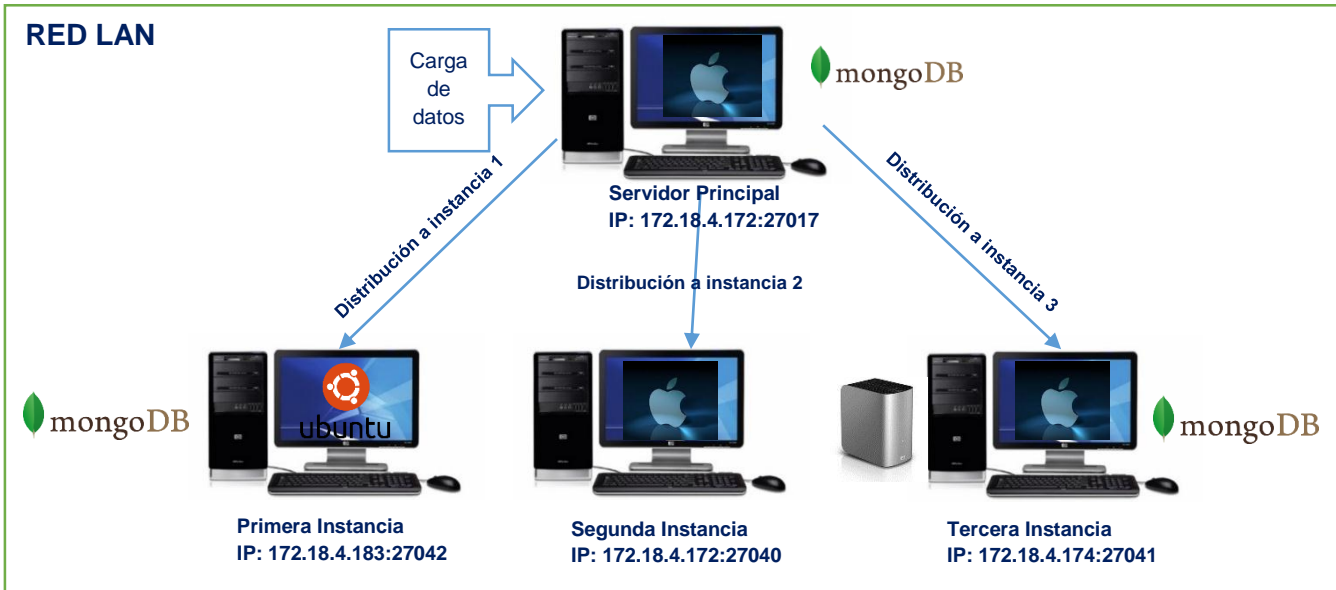 RED LAN
Carga
de
datos
mongoDB
Servidor Principal
IP: 172.18.4.172:27017
Distribución a instancia 1
Distribución a instancia 2
Distribución a instancia 3
mongoDB
ubuntu
mongoDB
Primera Instancia
IP: 172.18.4.183:27042
Segunda Instancia
IP: 172.18.4.172:27040
Tercera Instancia
IP: 172.18.4.174:27041